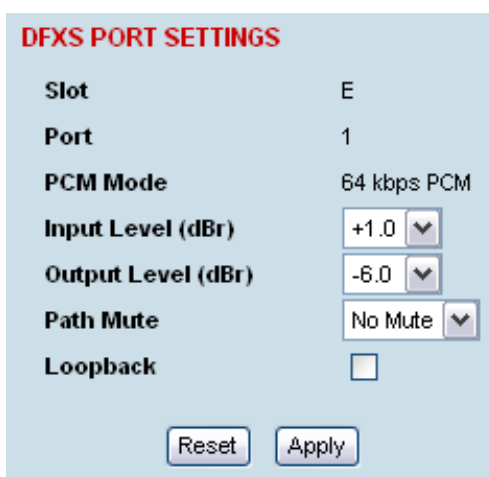 DFXS PORT SETTINGS
Slot E
Port 1
PCM Mode 64 kbps PCM
Input Level (dBr) +1.0
Output Level (dBr) -6.0
Path Mute No Mute
Loopback
Reset Apply